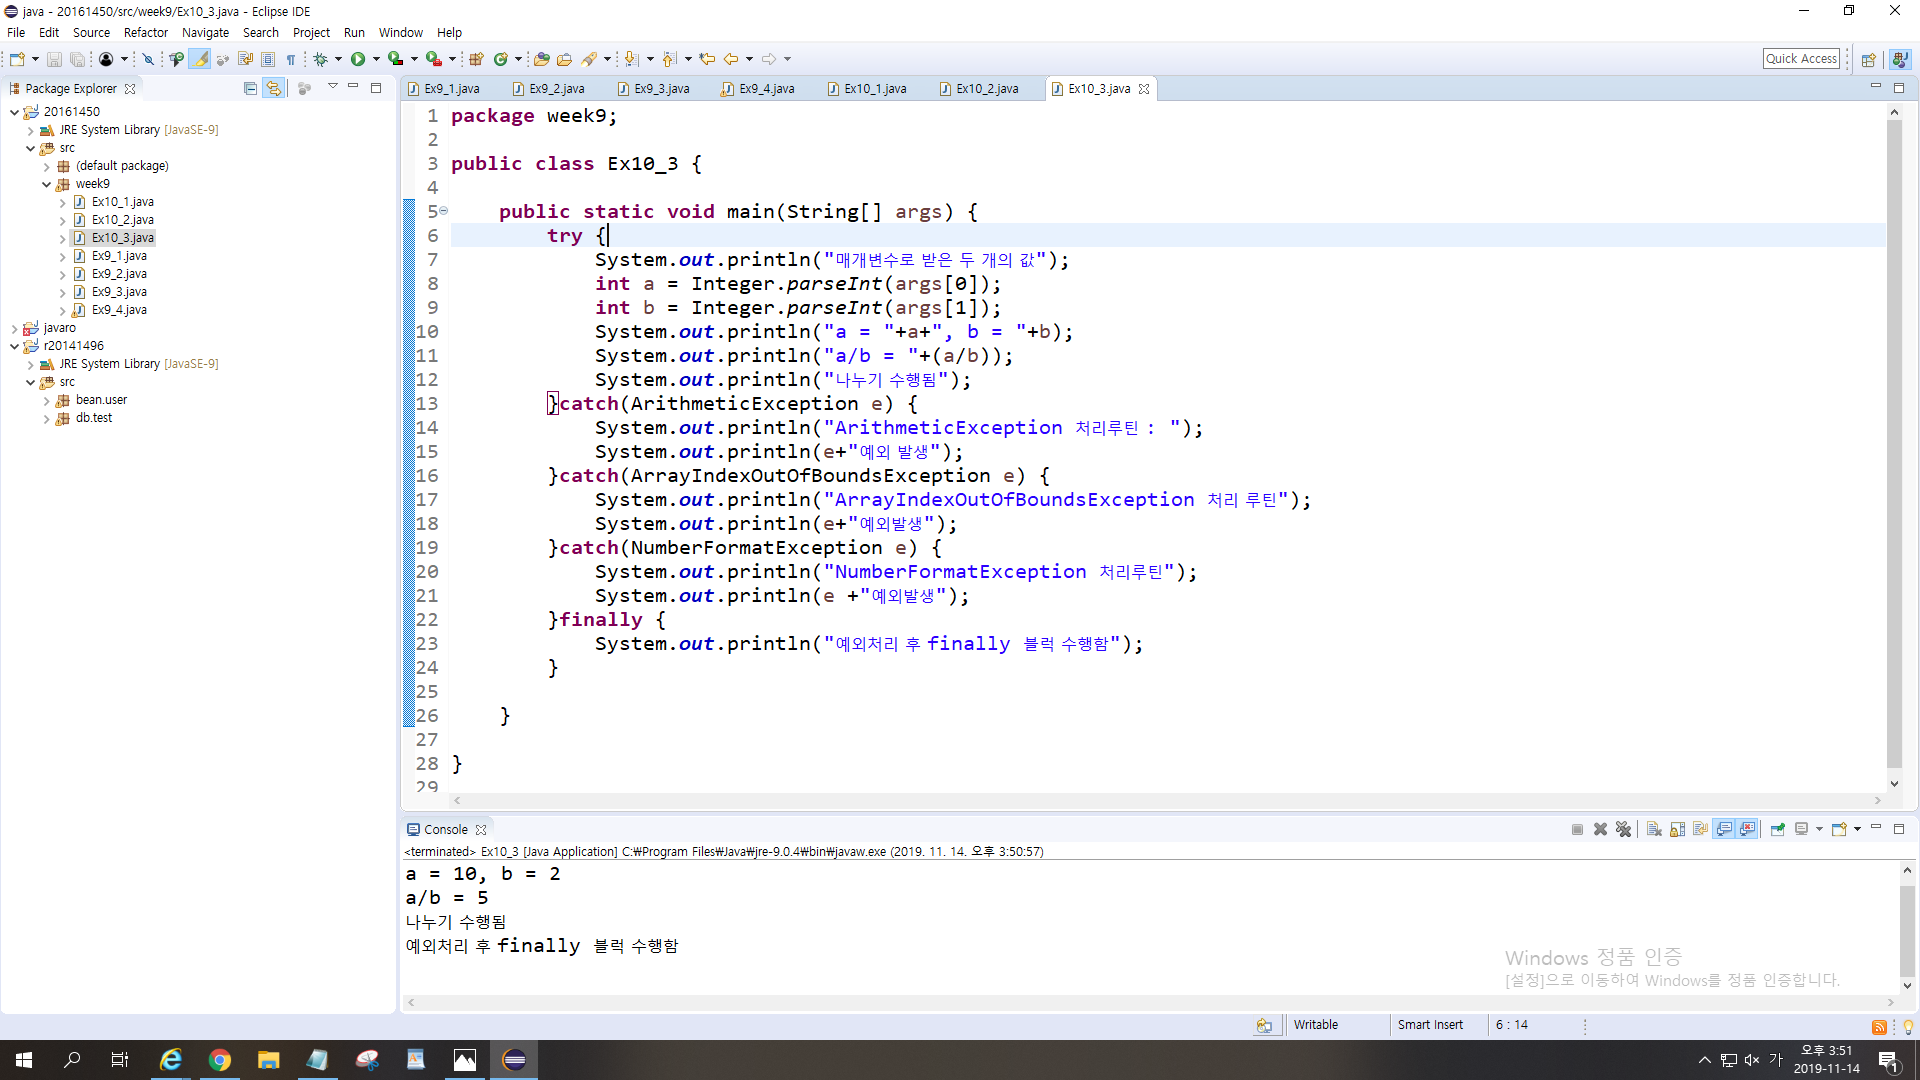 java - 20161450/src/week9/Ex10_3.java - Eclipse IDE
File Edit Source Refactor Navigate Search Project Run Window Help
Quick Access
Package Explorer
20161450
JRE System Library [JavaSE-9]
src
(default package)
week9
Ex10_1.java
Ex10_2.java
Ex10_3.java
Ex9_1.java
Ex9_2.java
Ex9_3.java
Ex9_4.java
javaro
r20141496
JRE System Library [JavaSE-9]
src
bean.user
db.test
Ex9_1.java Ex9_2.java Ex9_3.java Ex9_4.java Ex10_1.java Ex10_2.java Ex10_3.java
1 package week9;
2
3 public class Ex10_3 {
4
5 public static void main(String[] args) {
6 try {
7 System.out.println("매개변수로 받은 두 개의 값");
8 int a = Integer.parseInt(args[0]);
9 int b = Integer.parseInt(args[1]);
10 System.out.println("a = "+a+", b = "+b);
11 System.out.println("a/b = "+(a/b));
12 System.out.println("나누기 수행됨");
13 }catch(ArithmeticException e) {
14 System.out.println("ArithmeticException 처리루틴 : ");
15 System.out.println(e+"예외 발생");
16 }catch(ArrayIndexOutOfBoundsException e) {
17 System.out.println("ArrayIndexOutOfBoundsException 처리 루틴");
18 System.out.println(e+"예외발생");
19 }catch(NumberFormatException e) {
20 System.out.println("NumberFormatException 처리루틴");
21 System.out.println(e +"예외발생");
22 }finally {
23 System.out.println("예외처리 후 finally 블럭 수행함");
24 }
25
26 }
27
28 }
29
Console
<terminated> Ex10_3 [Java Application] C:₩Program Files₩Java₩jre-9.0.4₩bin₩javaw.exe (2019. 11. 14. 오후 3:50:57)
a = 10, b = 2
a/b = 5
나누기 수행됨
예외처리 후 finally 블럭 수행함
Windows 정품 인증
[설정]으로 이동하여 Windows를 정품 인증합니다.
Writable Smart Insert 6 : 14
가 오후 3:51
2019-11-14
1